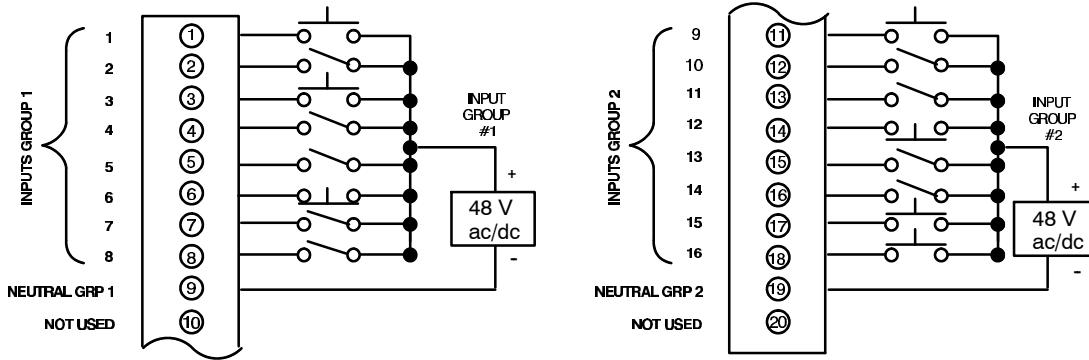 INPUTS GROUP 1
1 ①
2 ②
3 ③
4 ④
5 ⑤
6 ⑥
7 ⑦
8 ⑧
NEUTRAL GRP 1 ⑨
NOT USED ⑩
INPUT
GROUP
#1
+
48 V
ac/dc
-
INPUTS GROUP 2
9 ⑪
10 ⑫
11 ⑬
12 ⑭
13 ⑮
14 ⑯
15 ⑰
16 ⑱
NEUTRAL GRP 2 ⑲
NOT USED ⑳
INPUT
GROUP
#2
+
48 V
ac/dc
-